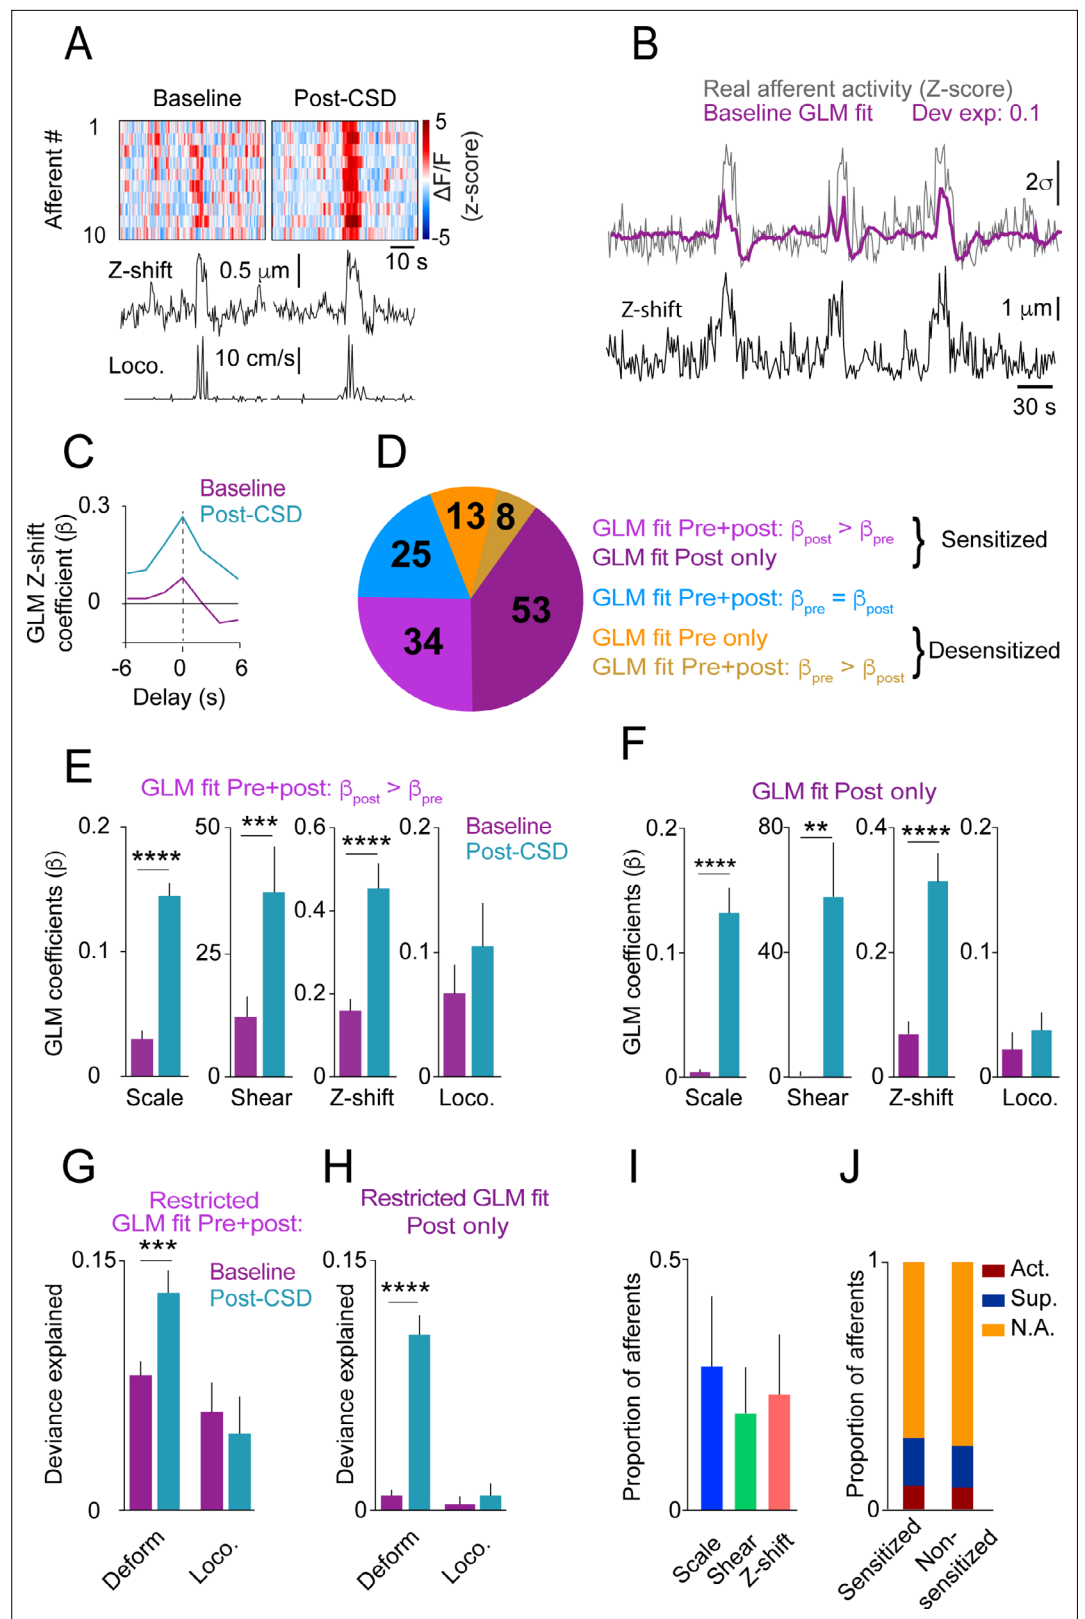 A
Baseline
Post-CSD
Afferent #
1
10
5
-5
ΔF/F
(z-score)
10 s
Z-shift
0.5 μm
Loco.
10 cm/s
B
Real afferent activity (Z-score)
Baseline GLM fit
Dev exp: 0.1
2σ
Z-shift
1 μm
30 s
C
Baseline
Post-CSD
GLM Z-shift
coefficient (β)
0.3
0
-6
0
6
Delay (s)
D
13
8
25
53
34
GLM fit Pre+post: βpost > βpre
GLM fit Post only
} Sensitized
GLM fit Pre+post: βpre = βpost
GLM fit Pre only
GLM fit Pre+post: βpre > βpost
} Desensitized
E
GLM fit Pre+post: βpost > βpre
Baseline
Post-CSD
GLM coefficients (β)
0.2
0.1
0
****
Scale
50
25
0
***
Shear
0.6
0.4
0.2
0
****
Z-shift
0.2
0.1
0
Loco.
F
GLM fit Post only
GLM coefficients (β)
0.2
0.1
0
****
Scale
80
40
0
**
Shear
0.4
0.2
0
****
Z-shift
0.2
0.1
0
Loco.
G
Restricted
GLM fit Pre+post:
Baseline
Post-CSD
Deviance explained
0.15
0
***
Deform
Loco.
H
Restricted GLM fit
Post only
Deviance explained
0.15
0
****
Deform
Loco.
I
Proportion of afferents
0.5
0
Scale
Shear
Z-shift
J
Proportion of afferents
1
0
Act.
Sup.
N.A.
Sensitized
Non-
sensitized